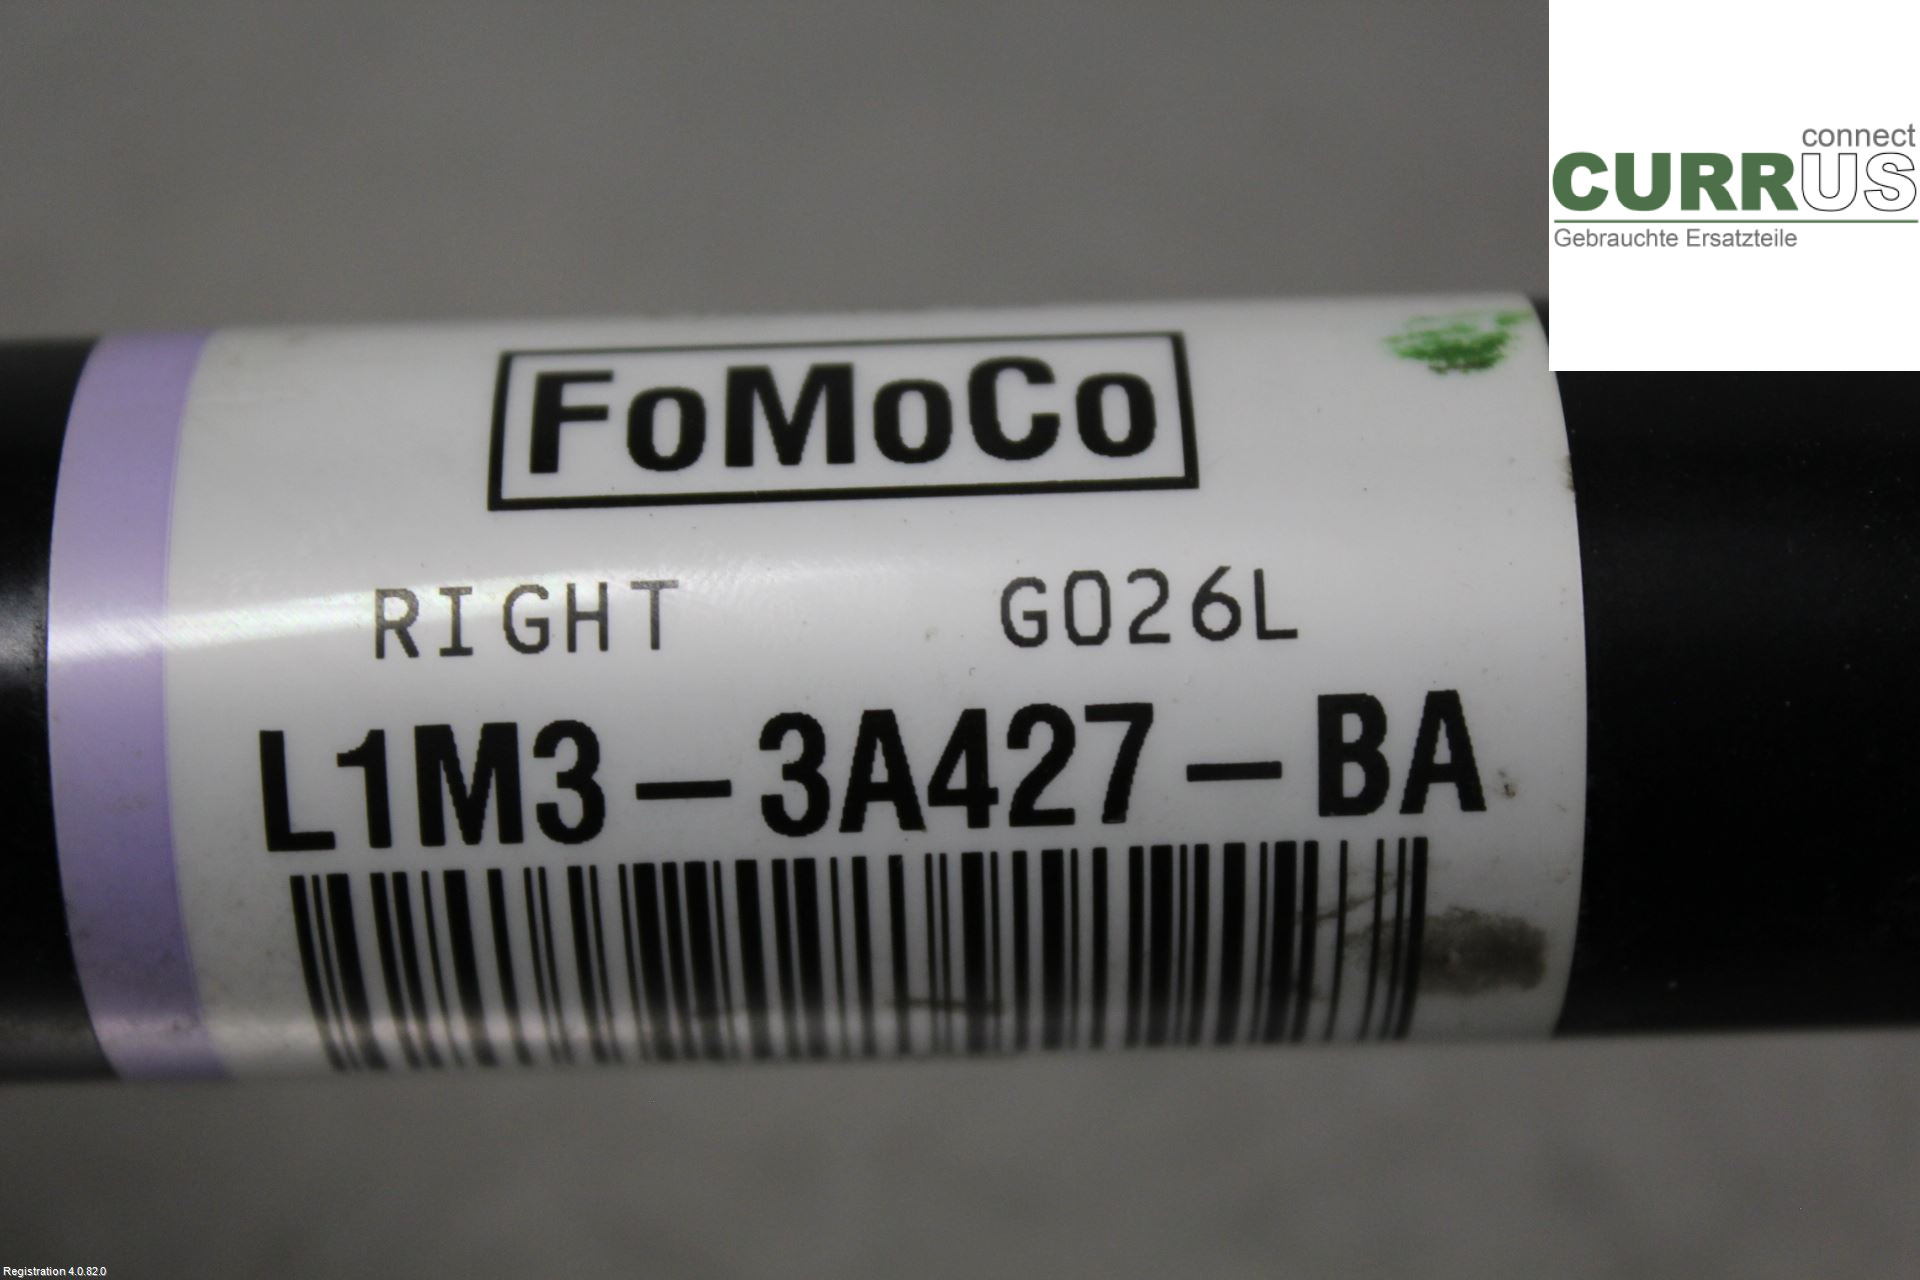 connect
CURRUS
Gebrauchte Ersatzteile
FoMoCo
RIGHT G026L
L1M3-3A427-BA
Registration 4.0.82.0